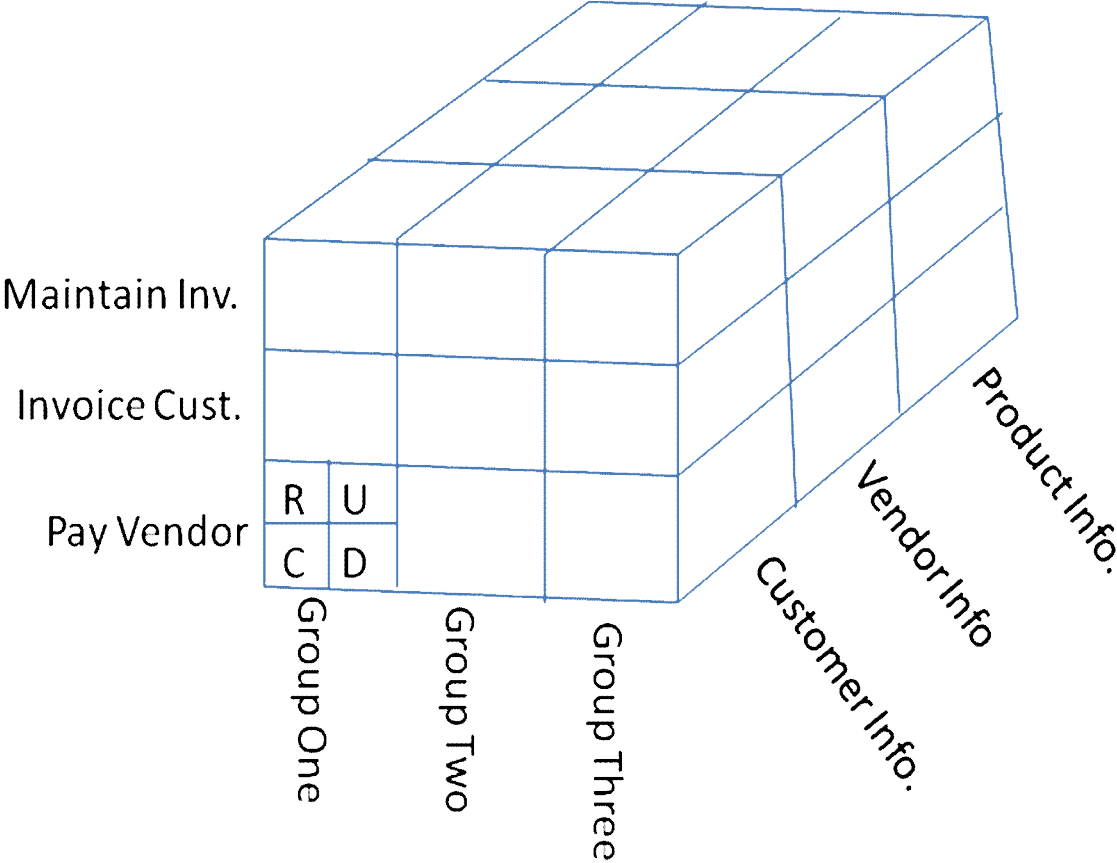 Maintain Inv.
Invoice Cust.
Pay Vendor
R U
C D
Group One
Group Two
Group Three
Customer Info.
Vendor Info
Product Info.